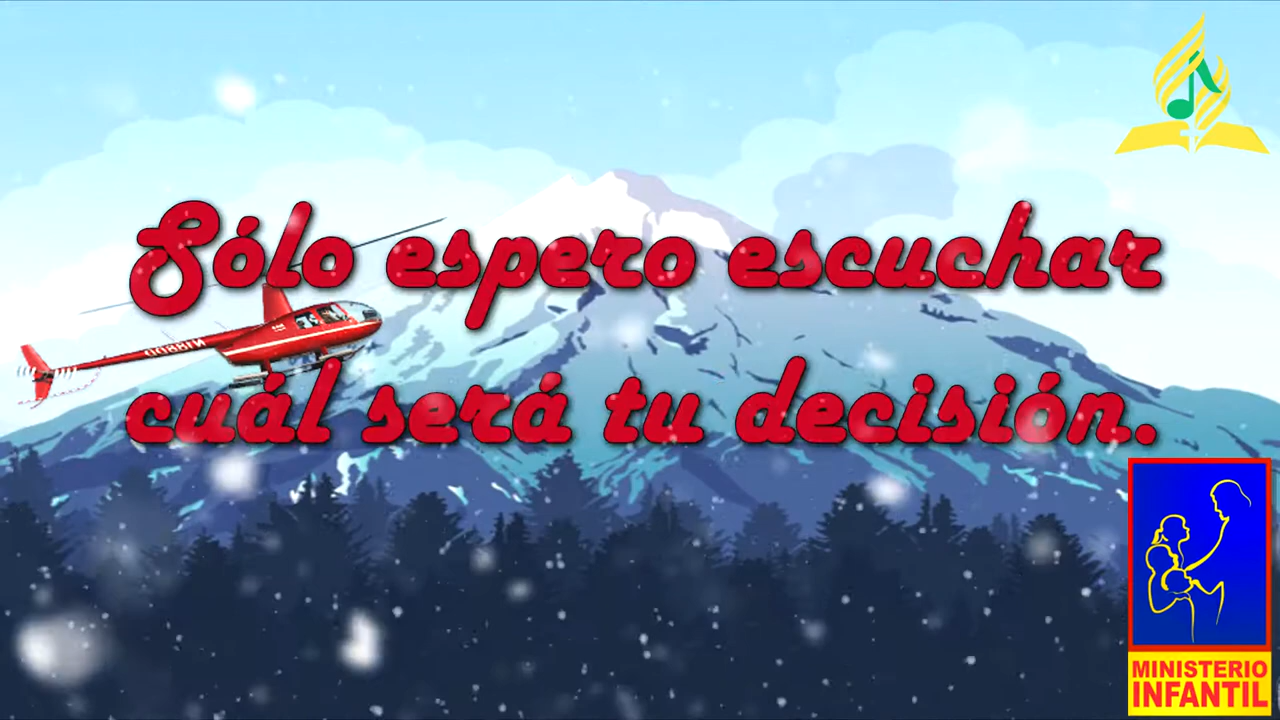 Sólo espero escuchar
cuál será tu decisión.
MINISTERIO
INFANTIL